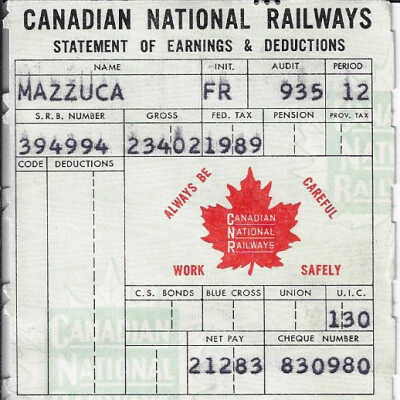 CANADIAN NATIONAL RAILWAYS
STATEMENT OF EARNINGS & DEDUCTIONS
NAME INIT. AUDIT PERIOD
MAZZUCA FR 935 12
S.R.B. NUMBER GROSS FED. TAX PENSION PROV. TAX
394994 23402 1989
CODE DEDUCTIONS
ALWAYS BE CAREFUL
CANADIAN
NATIONAL
RAILWAYS
WORK SAFELY
C.S. BONDS BLUE CROSS UNION U.I.C.
130
NET PAY CHEQUE NUMBER
21283 830980
CANADIAN
NATIONAL